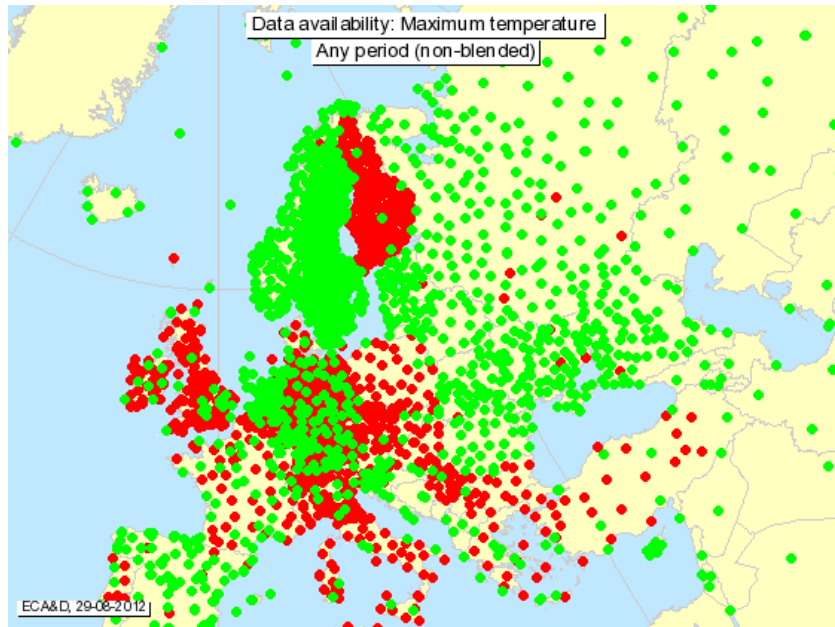 Data availability: Maximum temperature
Any period (non-blended)
ECA&D, 29-08-2012